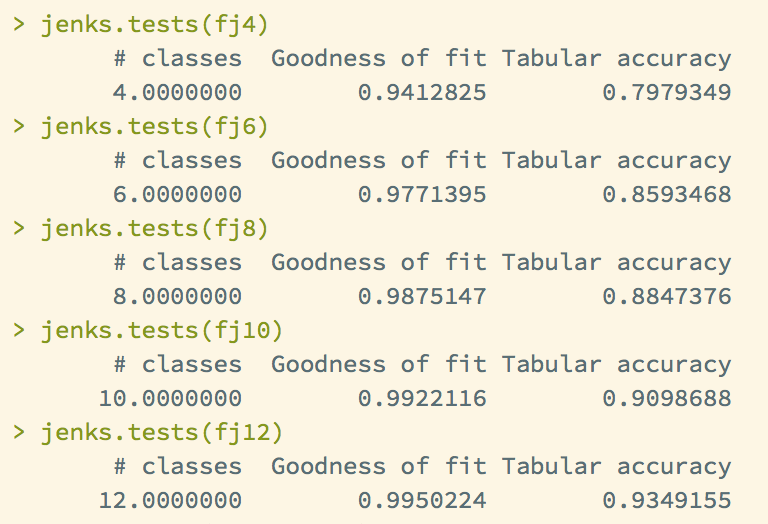 > jenks.tests(fj4)
# classes Goodness of fit Tabular accuracy
4.0000000 0.9412825 0.7979349
> jenks.tests(fj6)
# classes Goodness of fit Tabular accuracy
6.0000000 0.9771395 0.8593468
> jenks.tests(fj8)
# classes Goodness of fit Tabular accuracy
8.0000000 0.9875147 0.8847376
> jenks.tests(fj10)
# classes Goodness of fit Tabular accuracy
10.0000000 0.9922116 0.9098688
> jenks.tests(fj12)
# classes Goodness of fit Tabular accuracy
12.0000000 0.9950224 0.9349155